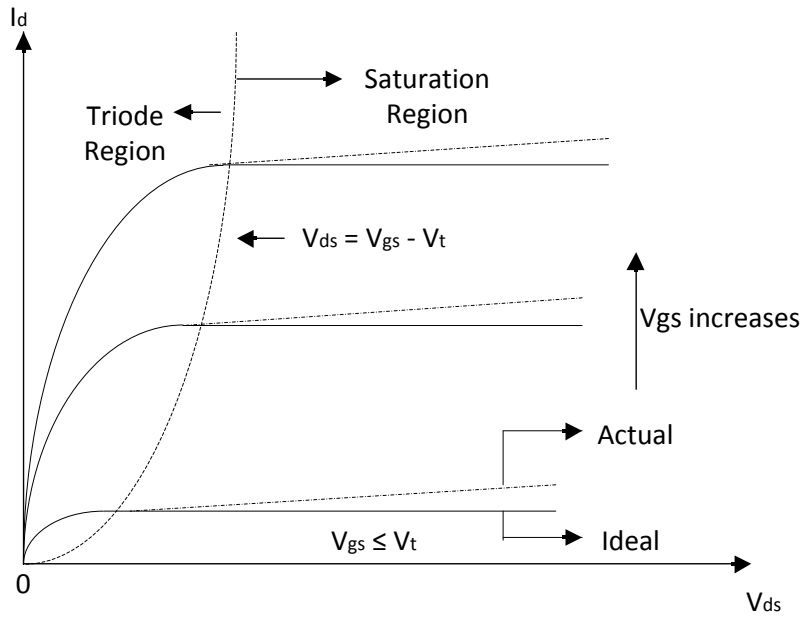 Id
Saturation
Region
Triode
Region
Vds = Vgs - Vt
Vgs increases
Actual
Vgs ≤ Vt
Ideal
0
Vds